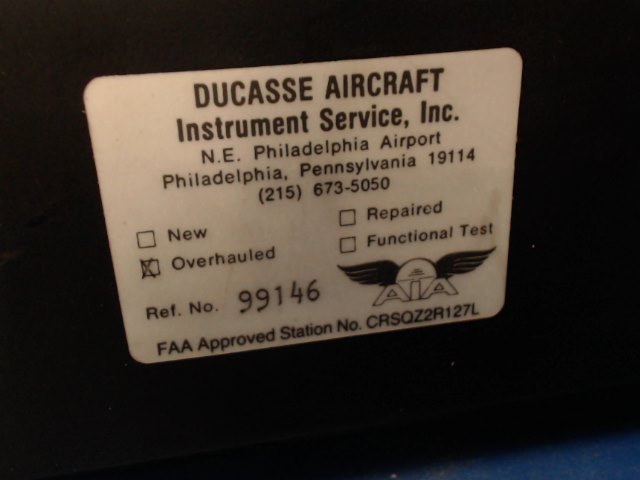 DUCASSE AIRCRAFT
Instrument Service, Inc.
N.E. Philadelphia Airport
Philadelphia, Pennsylvania 19114
(215) 673-5050
New
Overhauled
Repaired
Functional Test
Ref. No. 99146
AIA
FAA Approved Station No. CRSQZ2R127L